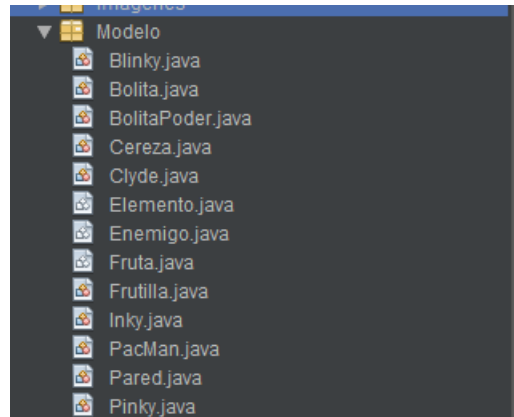 Imagenes
Modelo
Blinky.java
Bolita.java
BolitaPoder.java
Cereza.java
Clyde.java
Elemento.java
Enemigo.java
Fruta.java
Frutilla.java
Inky.java
PacMan.java
Pared.java
Pinky.java